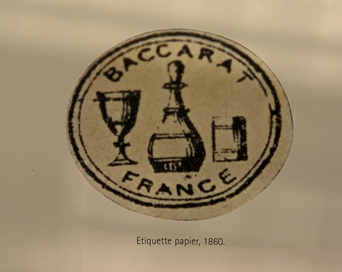 BACCARAT
FRANCE
Etiquette papier, 1860.